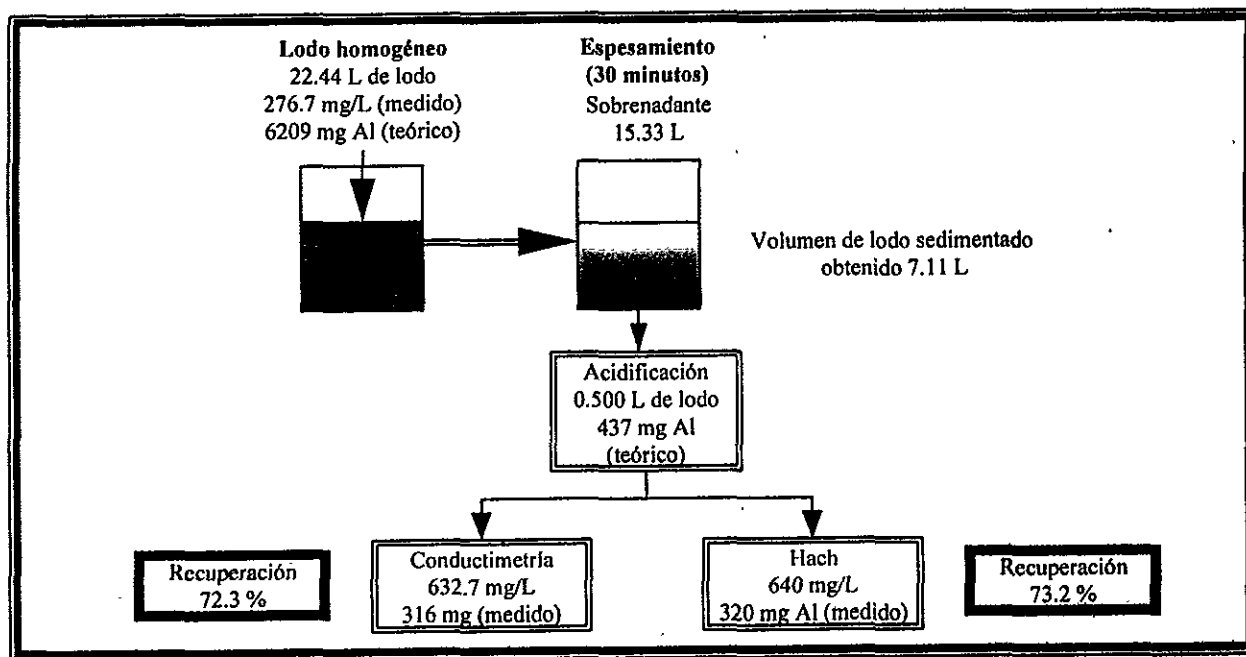 Lodo homogéneo
22.44 L de lodo
276.7 mg/L (medido)
6209 mg Al (teórico)
Espesamiento
(30 minutos)
Sobrenadante
15.33 L
Volumen de lodo sedimentado
obtenido 7.11 L
Acidificación
0.500 L de lodo
437 mg Al
(teórico)
Recuperación
72.3 %
Conductimetría
632.7 mg/L
316 mg (medido)
Hach
640 mg/L
320 mg Al (medido)
Recuperación
73.2 %